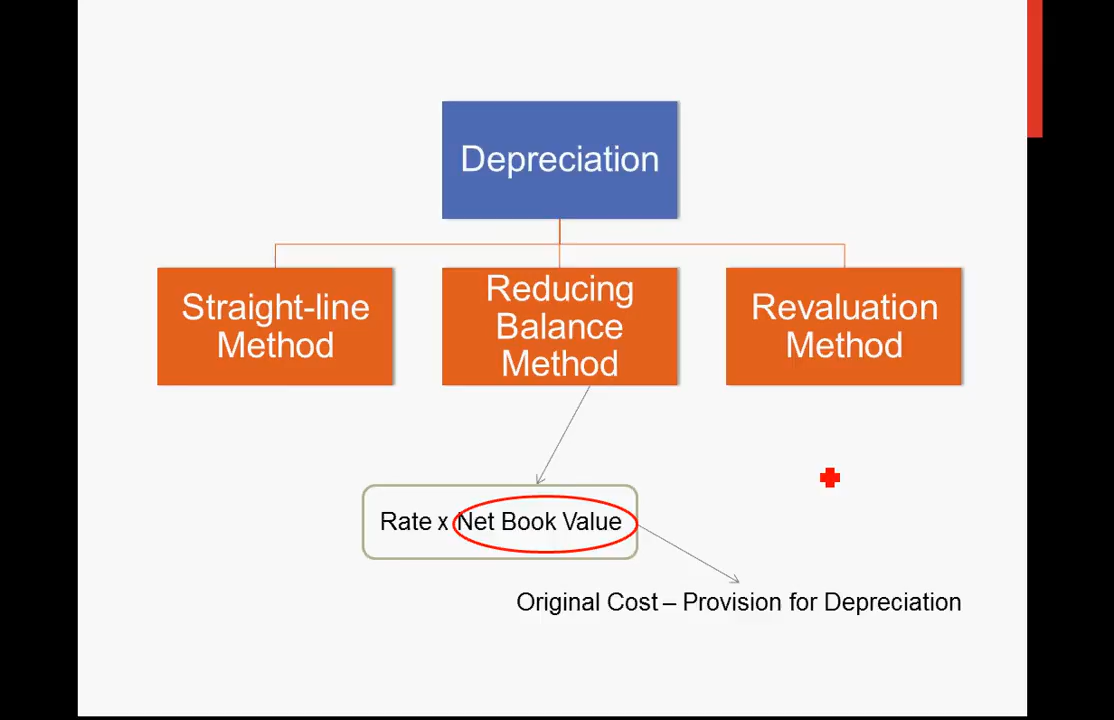 Depreciation
Straight-line
Method
Reducing
Balance
Method
Revaluation
Method
Rate x Net Book Value
Original Cost – Provision for Depreciation